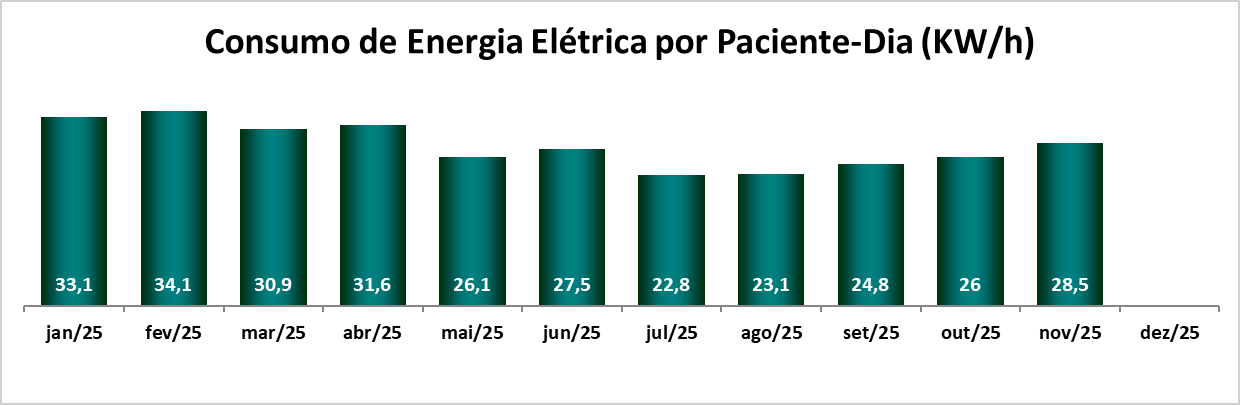 Consumo de Energia Elétrica por Paciente-Dia (KW/h)
33,1 34,1 30,9 31,6 26,1 27,5 22,8 23,1 24,8 26 28,5
jan/25 fev/25 mar/25 abr/25 mai/25 jun/25 jul/25 ago/25 set/25 out/25 nov/25 dez/25